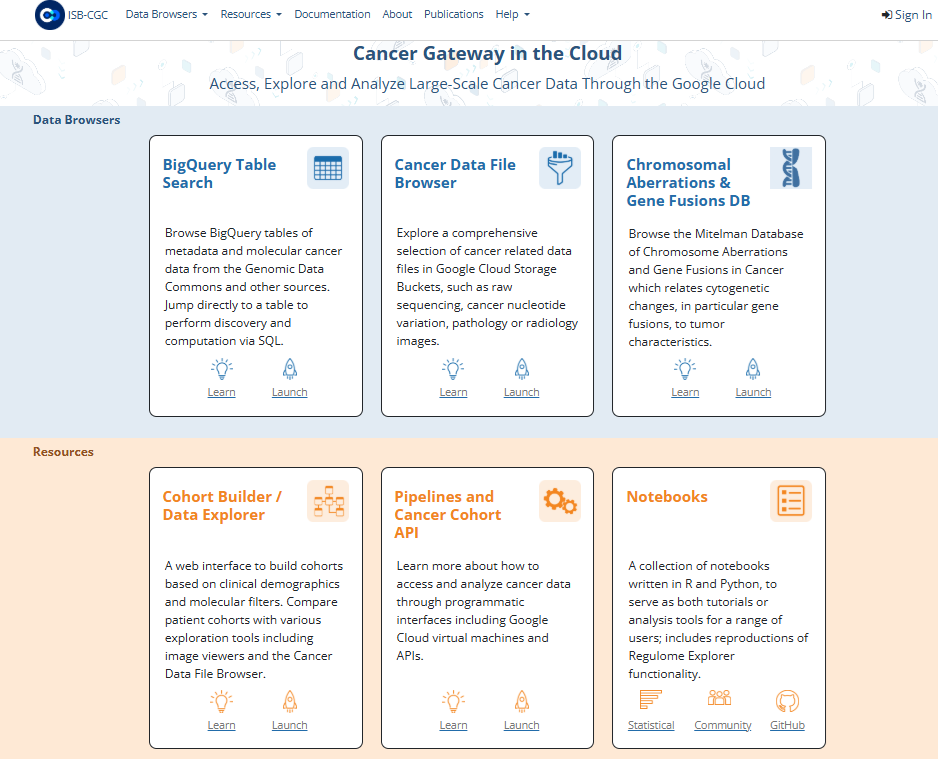 ISB-CGC Data Browsers Resources Documentation About Publications Help Sign In
Cancer Gateway in the Cloud
Access, Explore and Analyze Large-Scale Cancer Data Through the Google Cloud
Data Browsers
BigQuery Table
Search
Browse BigQuery tables of
metadata and molecular cancer
data from the Genomic Data
Commons and other sources.
Jump directly to a table to
perform discovery and
computation via SQL.
Learn Launch
Cancer Data File
Browser
Explore a comprehensive
selection of cancer related data
files in Google Cloud Storage
Buckets, such as raw
sequencing, cancer nucleotide
variation, pathology or radiology
images.
Learn Launch
Chromosomal
Aberrations &
Gene Fusions DB
Browse the Mitelman Database
of Chromosome Aberrations
and Gene Fusions in Cancer
which relates cytogenetic
changes, in particular gene
fusions, to tumor
characteristics.
Learn Launch
Resources
Cohort Builder /
Data Explorer
A web interface to build cohorts
based on clinical demographics
and molecular filters. Compare
patient cohorts with various
exploration tools including
image viewers and the Cancer
Data File Browser.
Learn Launch
Pipelines and
Cancer Cohort
API
Learn more about how to
access and analyze cancer data
through programmatic
interfaces including Google
Cloud virtual machines and
APIs.
Learn Launch
Notebooks
A collection of notebooks
written in R and Python, to
serve as both tutorials or
analysis tools for a range of
users; includes reproductions of
Regulome Explorer
functionality.
Statistical Community GitHub